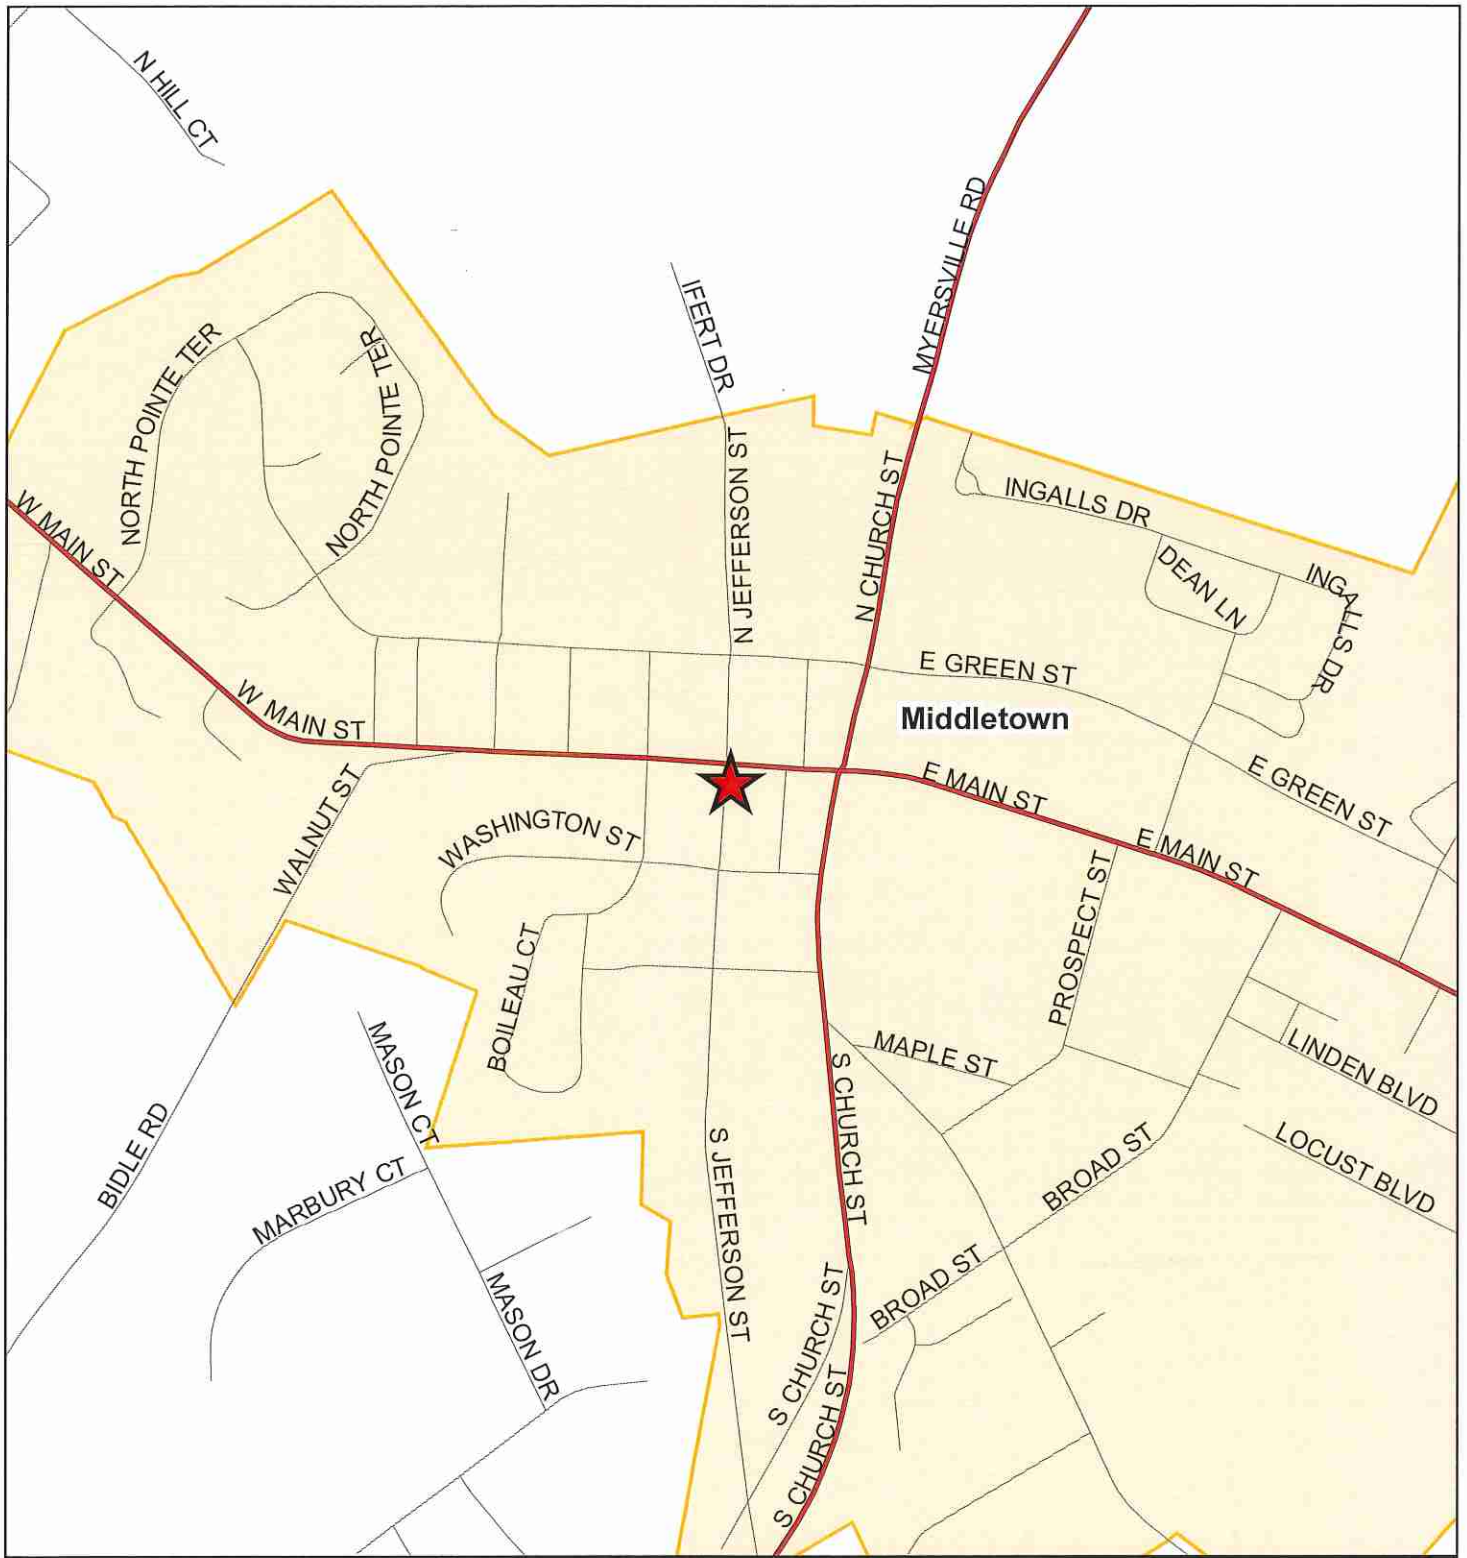 N HILL CT
MYERSVILLE RD
IFERT DR
NORTH POINTE TER
NORTH POINTE TER
N JEFFERSON ST
N CHURCH ST
INGALLS DR
W MAIN ST
DEAN LN
INGALLS DR
E GREEN ST
W MAIN ST
Middletown
E GREEN ST
E MAIN ST
WALNUT ST
WASHINGTON ST
E MAIN ST
PROSPECT ST
BOILEAU CT
MASON CT
MAPLE ST
LINDEN BLVD
S CHURCH ST
BIDLE RD
LOCUST BLVD
BROAD ST
MARBURY CT
S JEFFERSON ST
BROAD ST
S CHURCH ST
MASON DR
S CHURCH ST